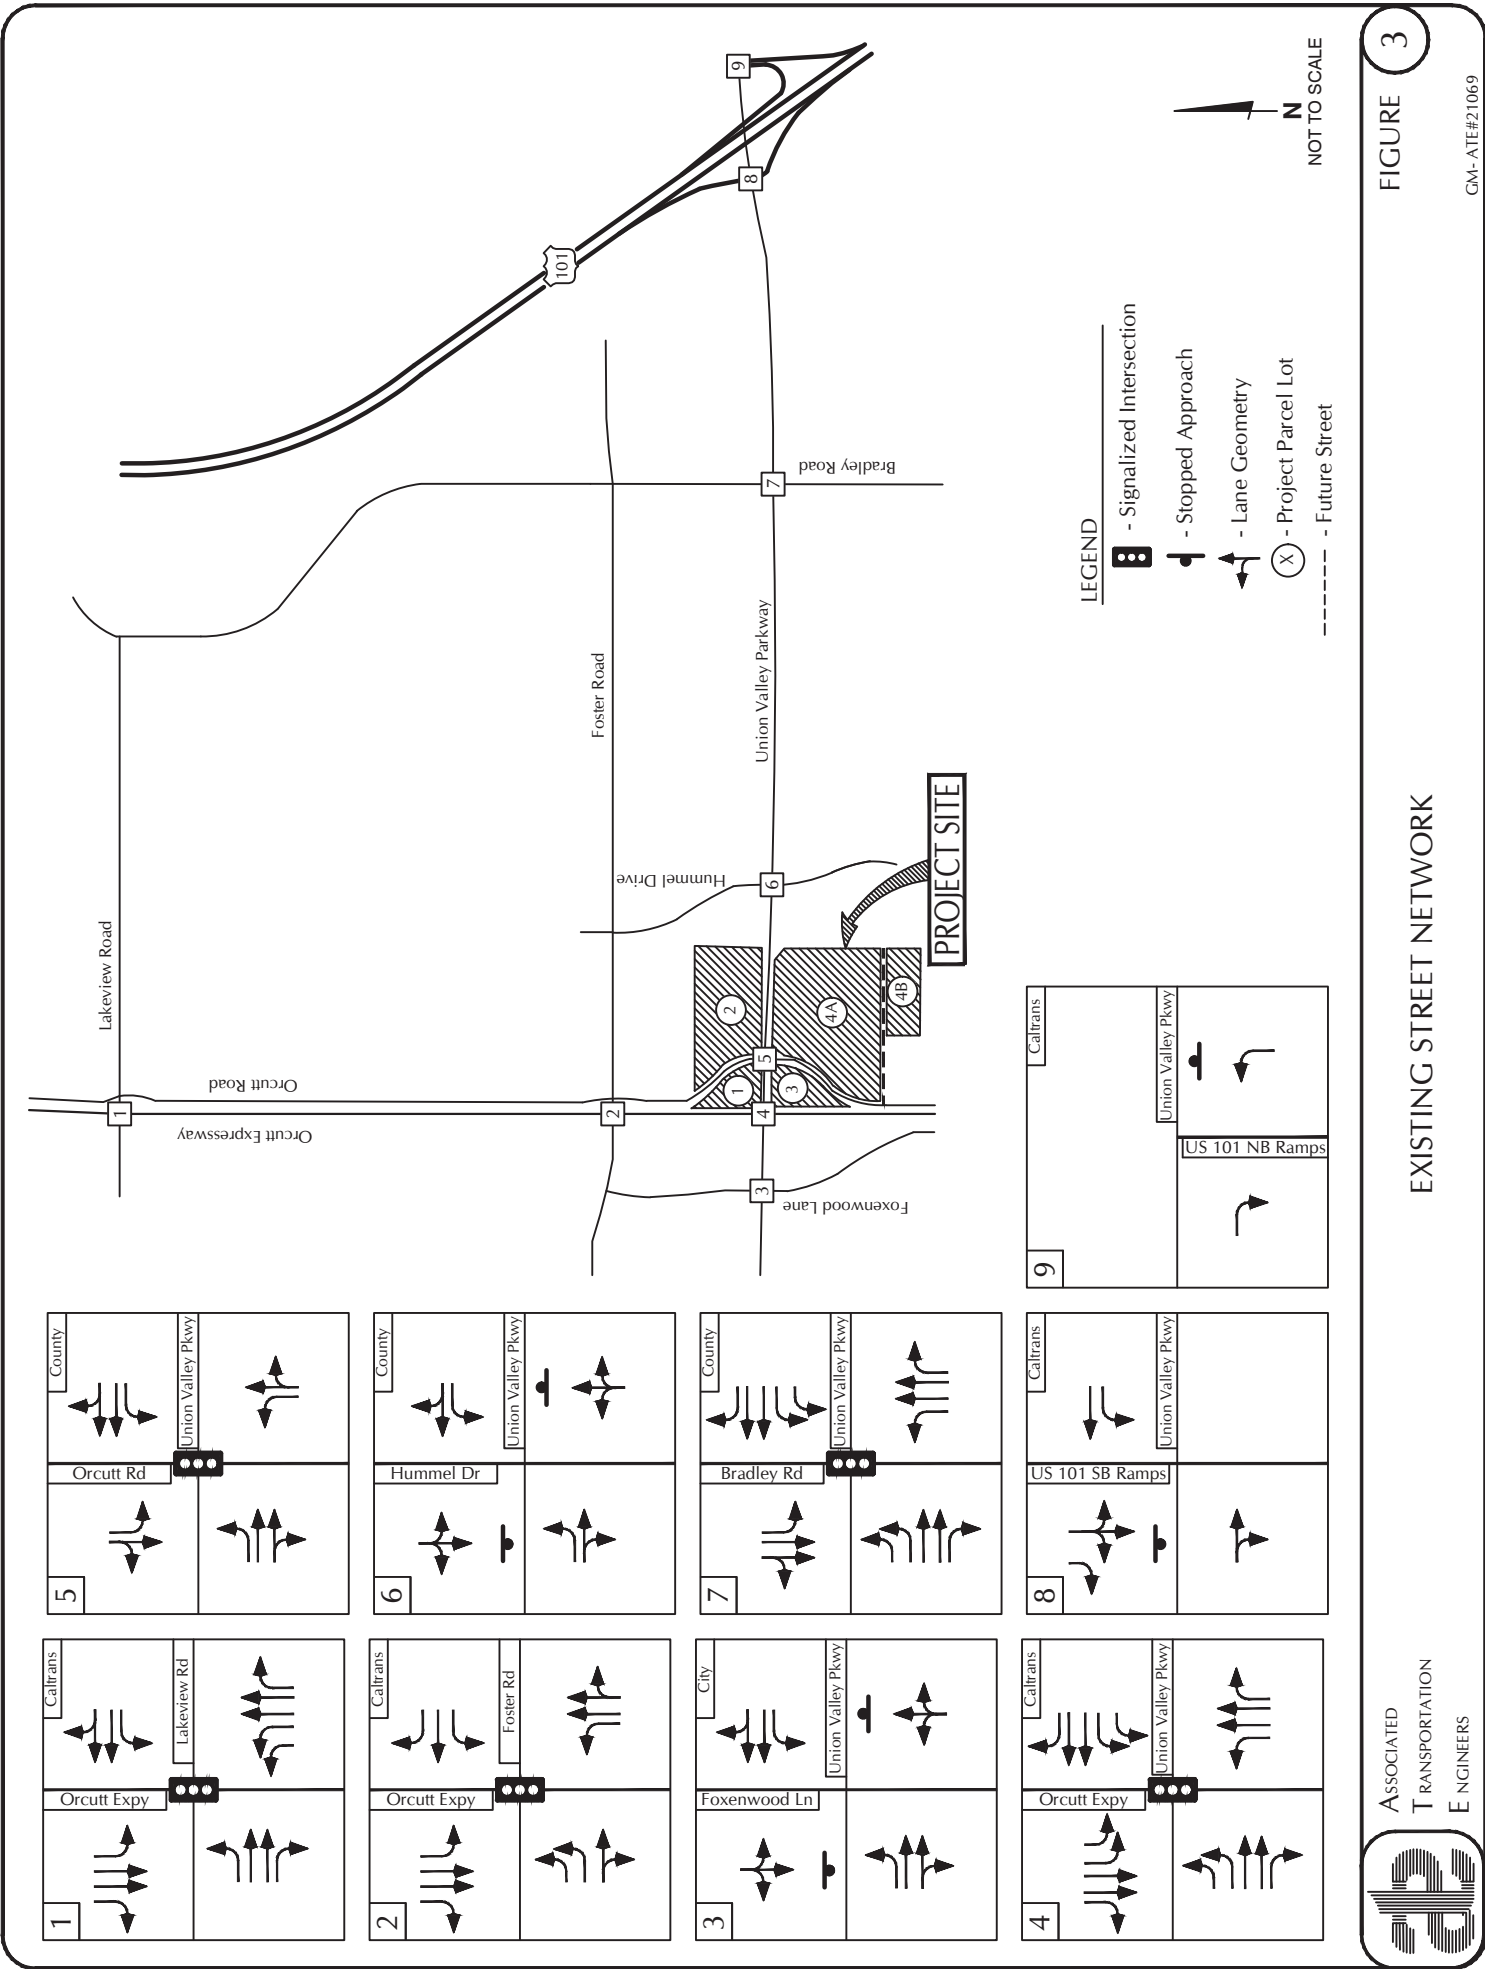 1
Caltrans
Orcutt Expy
Lakeview Rd
2
Caltrans
Orcutt Expy
Foster Rd
3
City
Foxenwood Ln
Union Valley Pkwy
4
Caltrans
Orcutt Expy
Union Valley Pkwy
5
County
Orcutt Rd
Union Valley Pkwy
6
County
Hummel Dr
Union Valley Pkwy
7
County
Bradley Rd
Union Valley Pkwy
8
Caltrans
US 101 SB Ramps
Union Valley Pkwy
9
Caltrans
US 101 NB Ramps
Union Valley Pkwy
Lakeview Road
Orcutt Road
Orcutt Expressway
Foster Road
Hummel Drive
Union Valley Parkway
Bradley Road
Foxenwood Lane
101
1
2
3
4
5
6
7
8
9
1
2
3
4A
4B
PROJECT SITE
LEGEND
- Signalized Intersection
- Stopped Approach
- Lane Geometry
X - Project Parcel Lot
- Future Street
N
NOT TO SCALE
ASSOCIATED
TRANSPORTATION
ENGINEERS
EXISTING STREET NETWORK
FIGURE 3
GM- ATE#21069